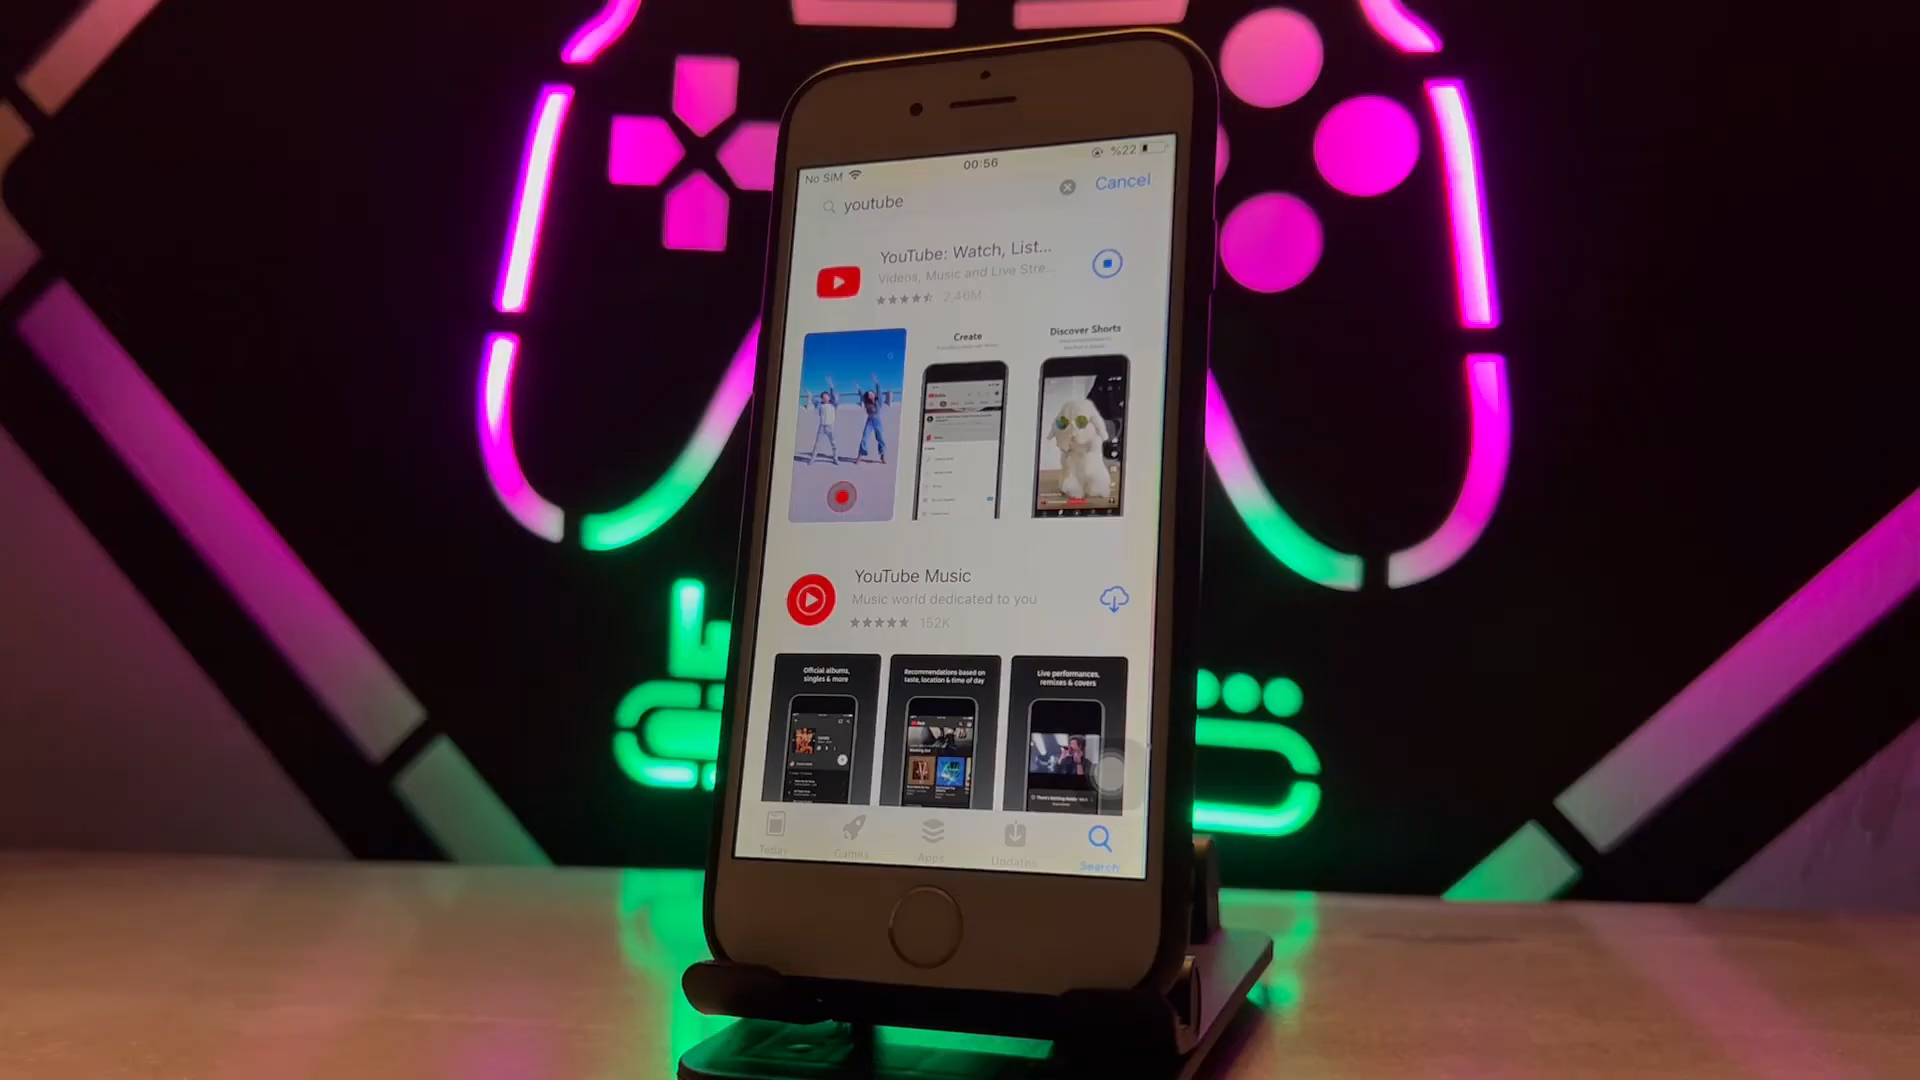 No SIM 00:56 %22
youtube Cancel
YouTube: Watch, List...
Videos, Music and Live Stre...
2,46M
Create
Discover Shorts
YouTube Music
Music world dedicated to you
152K
Official albums,
singles & more
Recommendations based on
taste, location & time of day
Live performances,
remixes & covers
Today Games Apps Updates Search